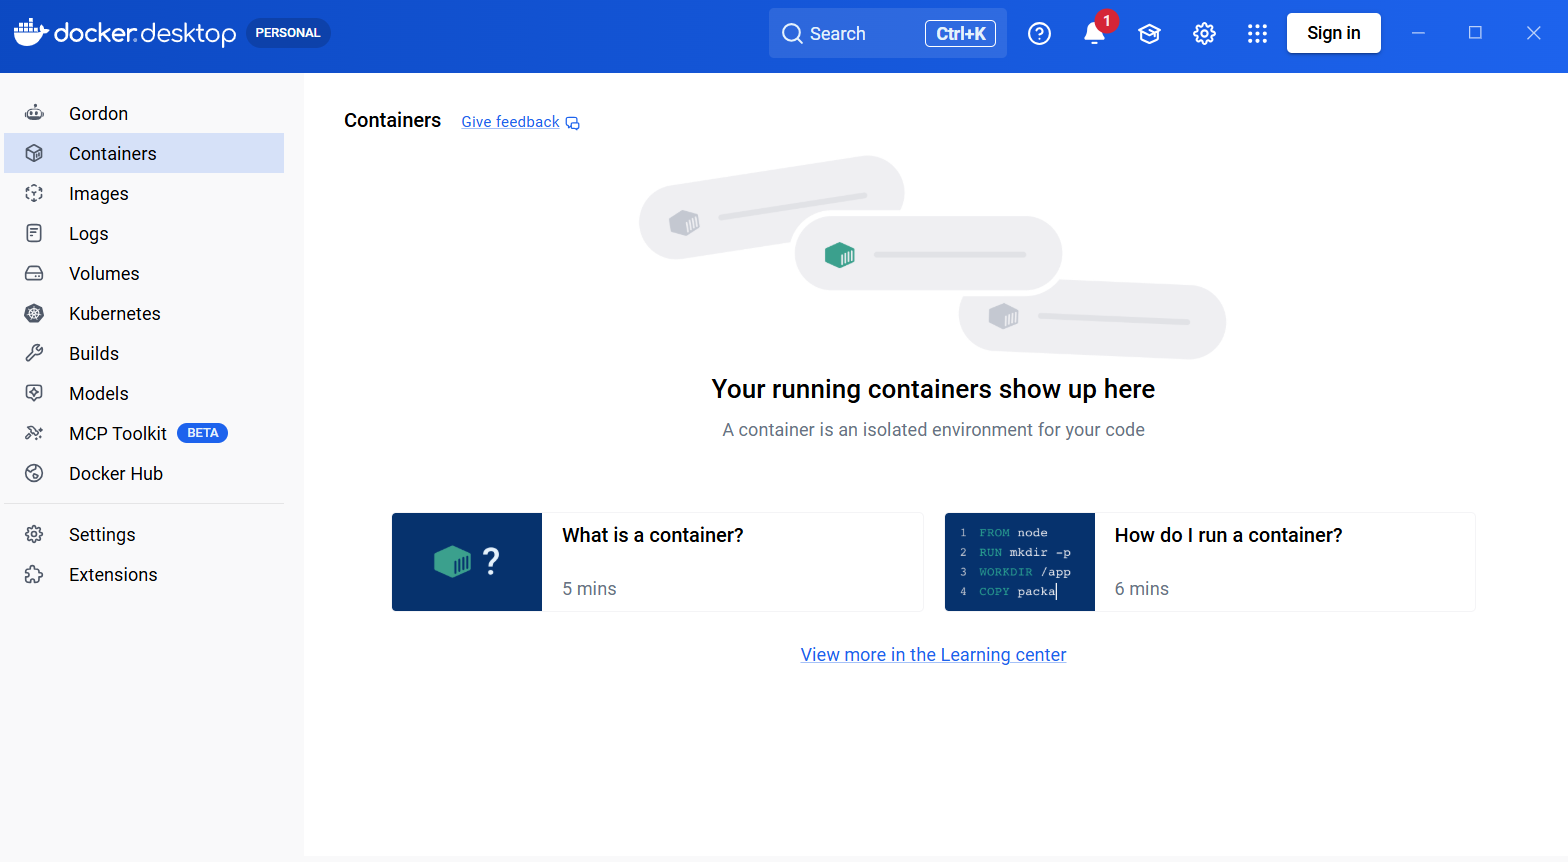 docker.desktop PERSONAL Search Ctrl+K 1 Sign in
Gordon
Containers
Images
Logs
Volumes
Kubernetes
Builds
Models
MCP Toolkit BETA
Docker Hub
Settings
Extensions
Containers Give feedback
Your running containers show up here
A container is an isolated environment for your code
?
What is a container?
5 mins
1 FROM node
2 RUN mkdir -p
3 WORKDIR /app
4 COPY packa
How do I run a container?
6 mins
View more in the Learning center